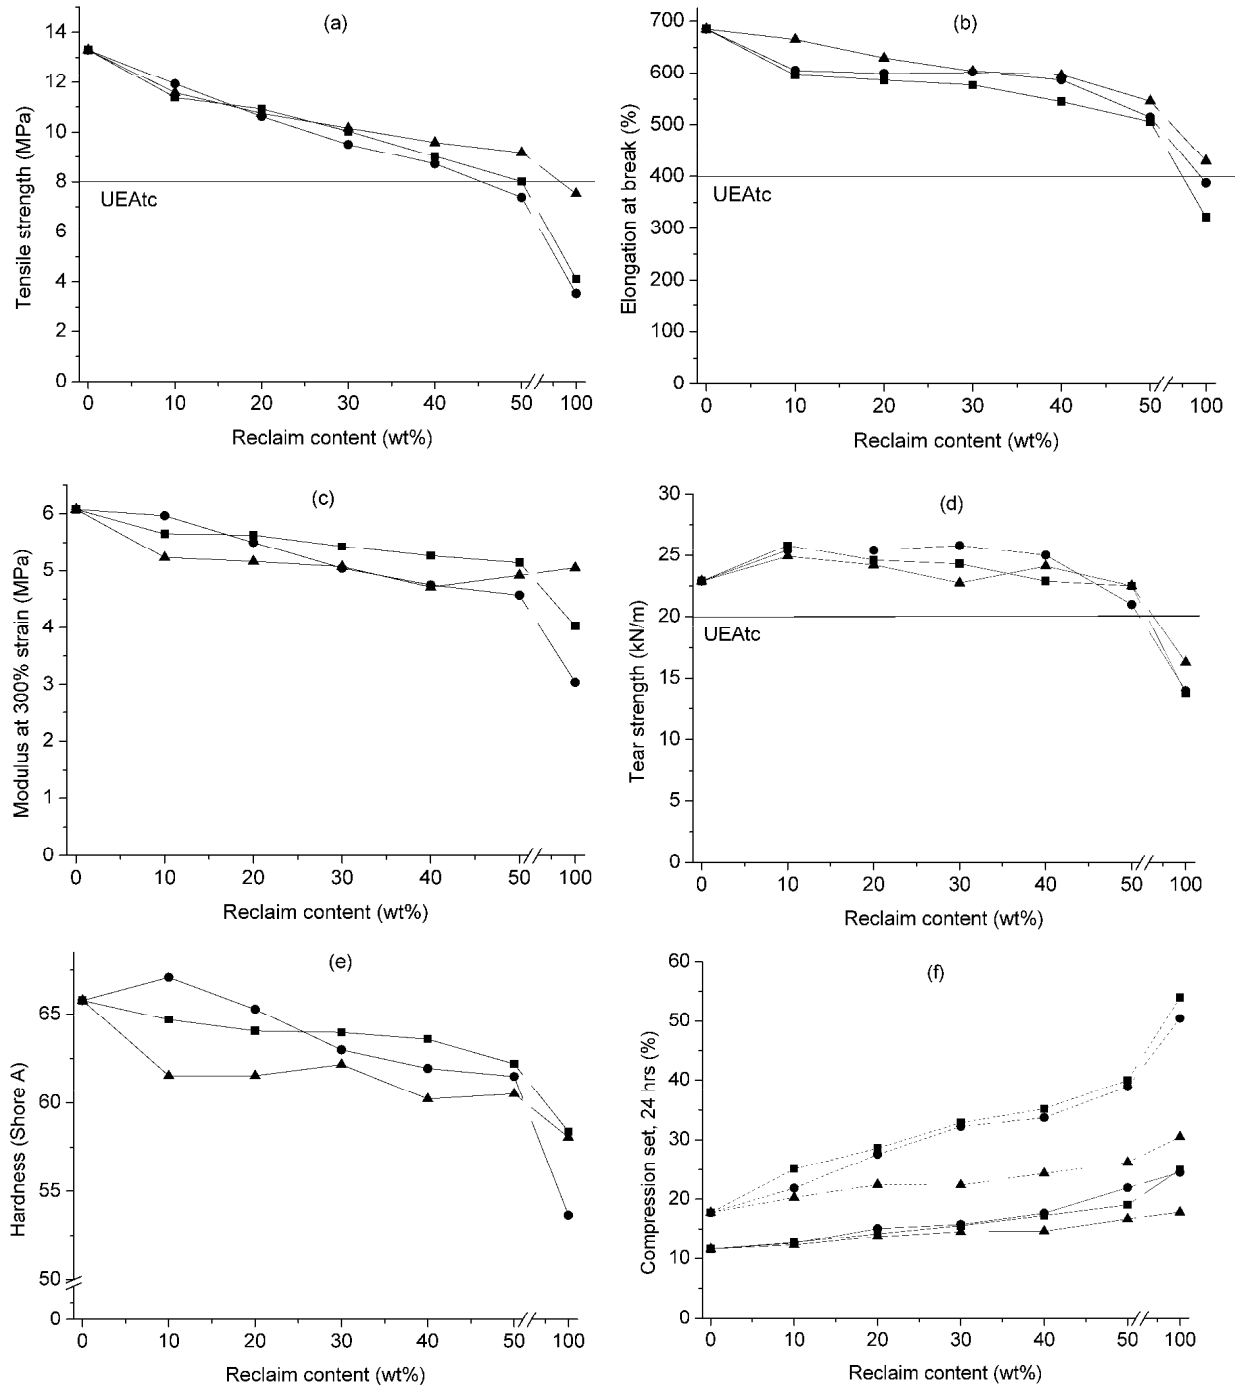 (a)
Tensile strength (MPa)
16
14
12
10
8
6
4
2
0
UEAtc
0 10 20 30 40 50 100
Reclaim content (wt%)
(b)
Elongation at break (%)
700
600
500
400
300
200
100
0
UEAtc
0 10 20 30 40 50 100
Reclaim content (wt%)
(c)
Modulus at 300% strain (MPa)
6
5
4
3
2
1
0
0 10 20 30 40 50 100
Reclaim content (wt%)
(d)
Tear strength (kN/m)
30
25
20
15
10
5
0
UEAtc
0 10 20 30 40 50 100
Reclaim content (wt%)
(e)
Hardness (Shore A)
65
60
55
50
0
0 10 20 30 40 50 100
Reclaim content (wt%)
(f)
Compression set, 24 hrs (%)
60
50
40
30
20
10
0
0 10 20 30 40 50 100
Reclaim content (wt%)